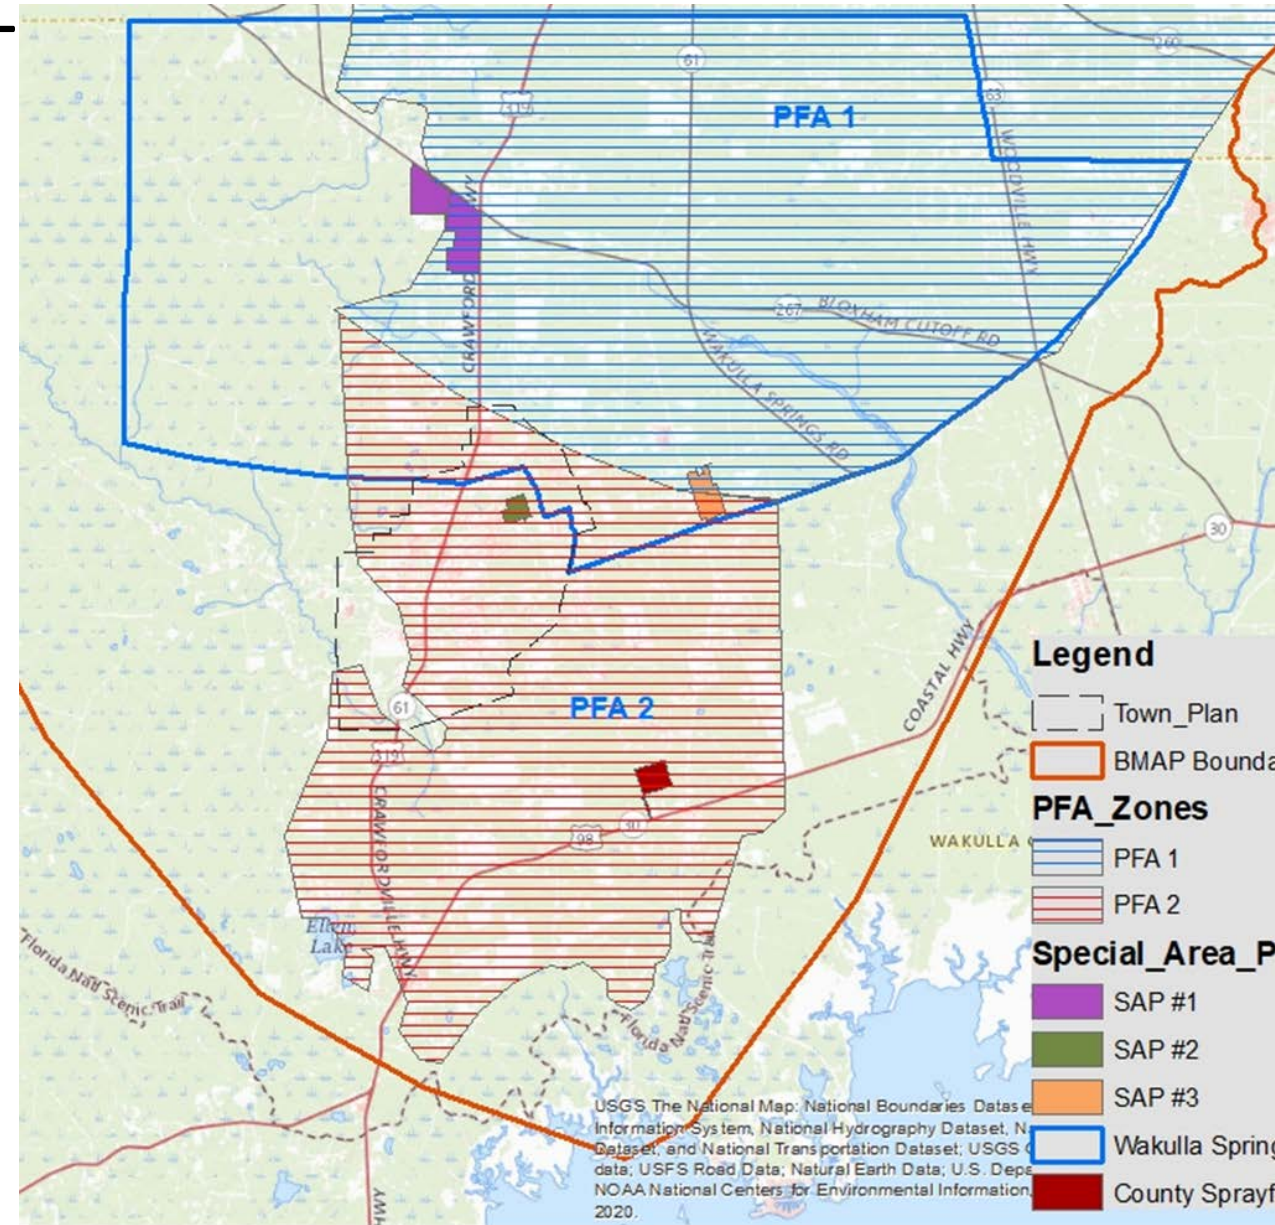 260
61
63
319
PFA 1
WOODVILLE HWY
CRAWFORD
WY
267
BLOXHAM CUTOFF RD
WAKULLA SPRINGS RD
30
COASTAL HWY
61
PFA 2
319
CRAWFORDVILLE HWY
30
98
WAKULLA
Lake
Florida Natl Scenic Trail
Florida Natl Scenic Trail
Legend
Town_Plan
BMAP Bounda
PFA_Zones
PFA 1
PFA 2
Special_Area_P
SAP #1
SAP #2
SAP #3
Wakulla Spring
County Sprayf
USGS The National Map: National Boundaries Datase
Information System, National Hydrography Dataset, N
Dataset, and National Transportation Dataset; USGS
data; USFS Road Data; Natural Earth Data; U.S. Depa
NOAA National Centers for Environmental Information,
2020.